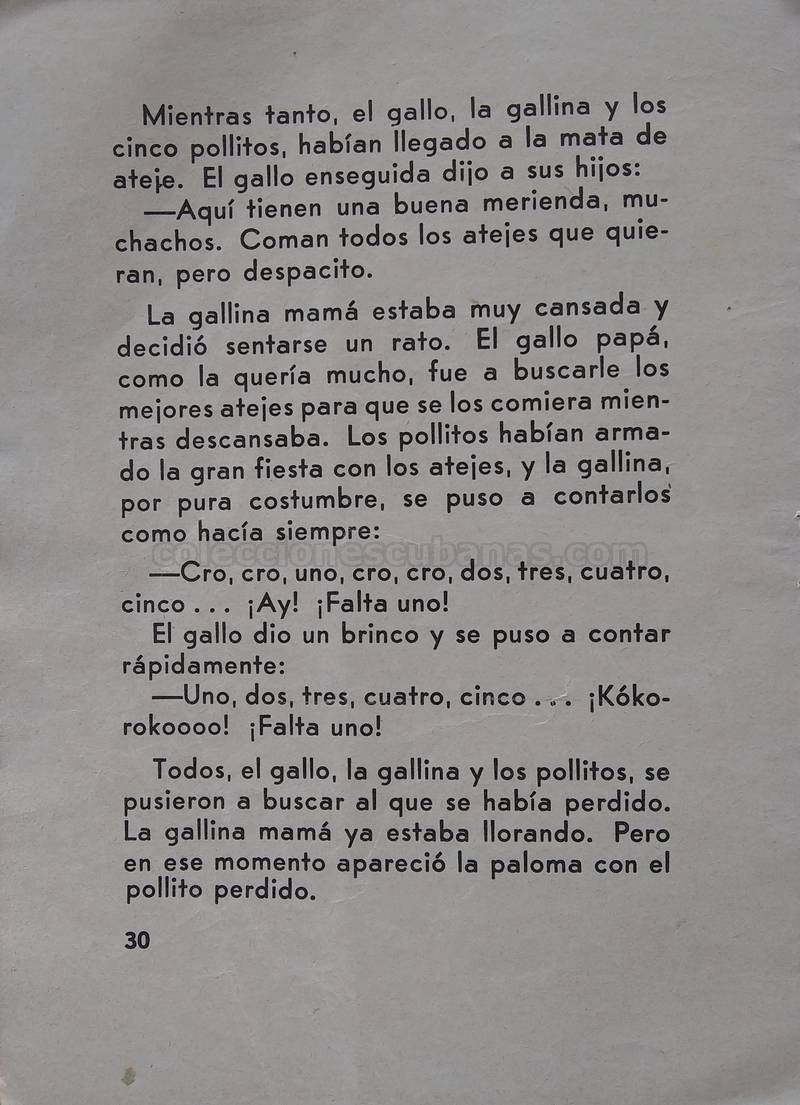 Mientras tanto, el gallo, la gallina y los
cinco pollitos, habían llegado a la mata de
ateje. El gallo enseguida dijo a sus hijos:
—Aquí tienen una buena merienda, mu-
chachos. Coman todos los atejes que quie-
ran, pero despacito.
La gallina mamá estaba muy cansada y
decidió sentarse un rato. El gallo papá,
como la quería mucho, fue a buscarle los
mejores atejes para que se los comiera mien-
tras descansaba. Los pollitos habían arma-
do la gran fiesta con los atejes, y la gallina,
por pura costumbre, se puso a contarlos
como hacía siempre:
coleccionescubanas.com
—Cro, cro, uno, cro, cro, dos, tres, cuatro,
cinco . . . ¡Ay! ¡Falta uno!
El gallo dio un brinco y se puso a contar
rápidamente:
—Uno, dos, tres, cuatro, cinco . . . ¡Kóko-
rokoooo! ¡Falta uno!
Todos, el gallo, la gallina y los pollitos, se
pusieron a buscar al que se había perdido.
La gallina mamá ya estaba llorando. Pero
en ese momento apareció la paloma con el
pollito perdido.
30